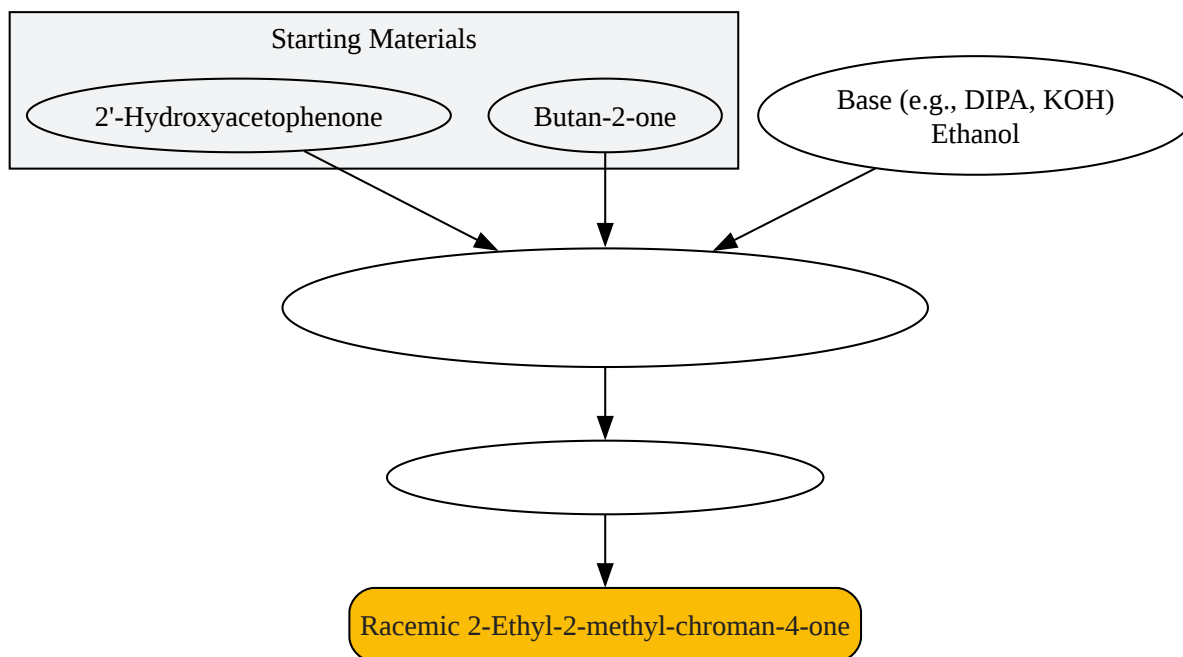 Starting Materials
2'-Hydroxyacetophenone
Butan-2-one
Base (e.g., DIPA, KOH)
Ethanol
Racemic 2-Ethyl-2-methyl-chroman-4-one